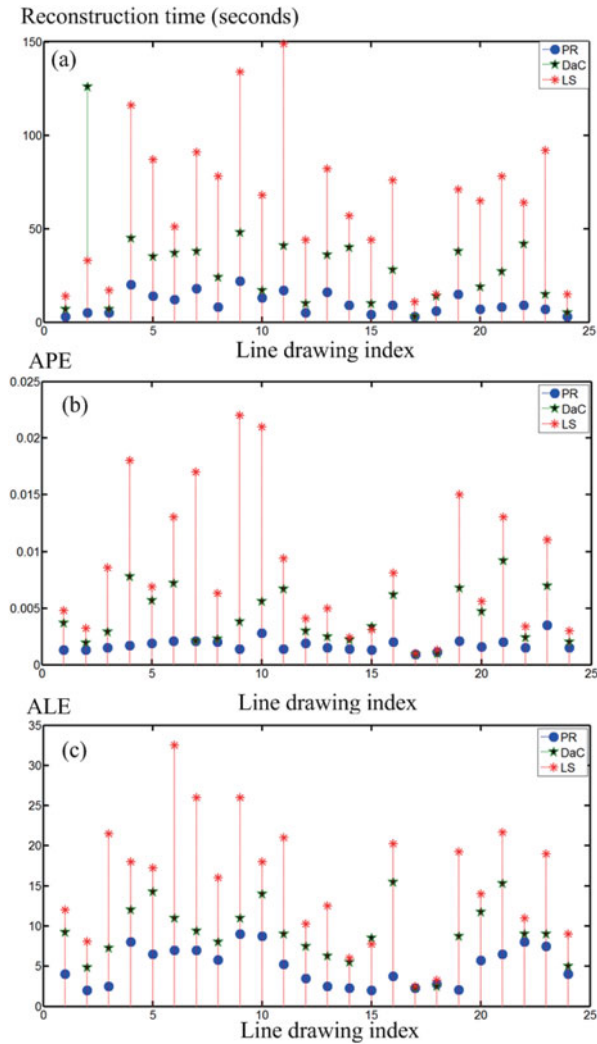 Reconstruction time (seconds)
150
(a)
PR
DaC
LS
100
50
0
0 5 10 15 20 25
Line drawing index
APE
0.025
(b)
PR
DaC
LS
0.02
0.015
0.01
0.005
0
0 5 10 15 20 25
Line drawing index
ALE
35
(c)
PR
DaC
LS
30
25
20
15
10
5
0
0 5 10 15 20 25
Line drawing index